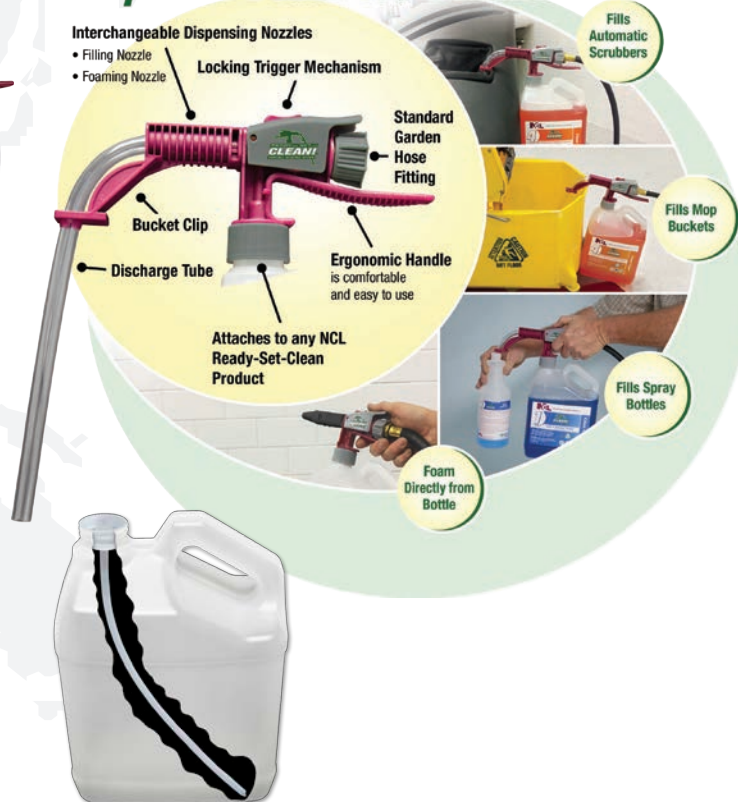 Interchangeable Dispensing Nozzles
• Filling Nozzle
• Foaming Nozzle
Locking Trigger Mechanism
Standard
Garden
Hose
Fitting
CLEAN!
Bucket Clip
Discharge Tube
Ergonomic Handle
is comfortable
and easy to use
Attaches to any NCL
Ready-Set-Clean
Product
Fills
Automatic
Scrubbers
Fills Mop
Buckets
Fills Spray
Bottles
Foam
Directly from
Bottle
NCL